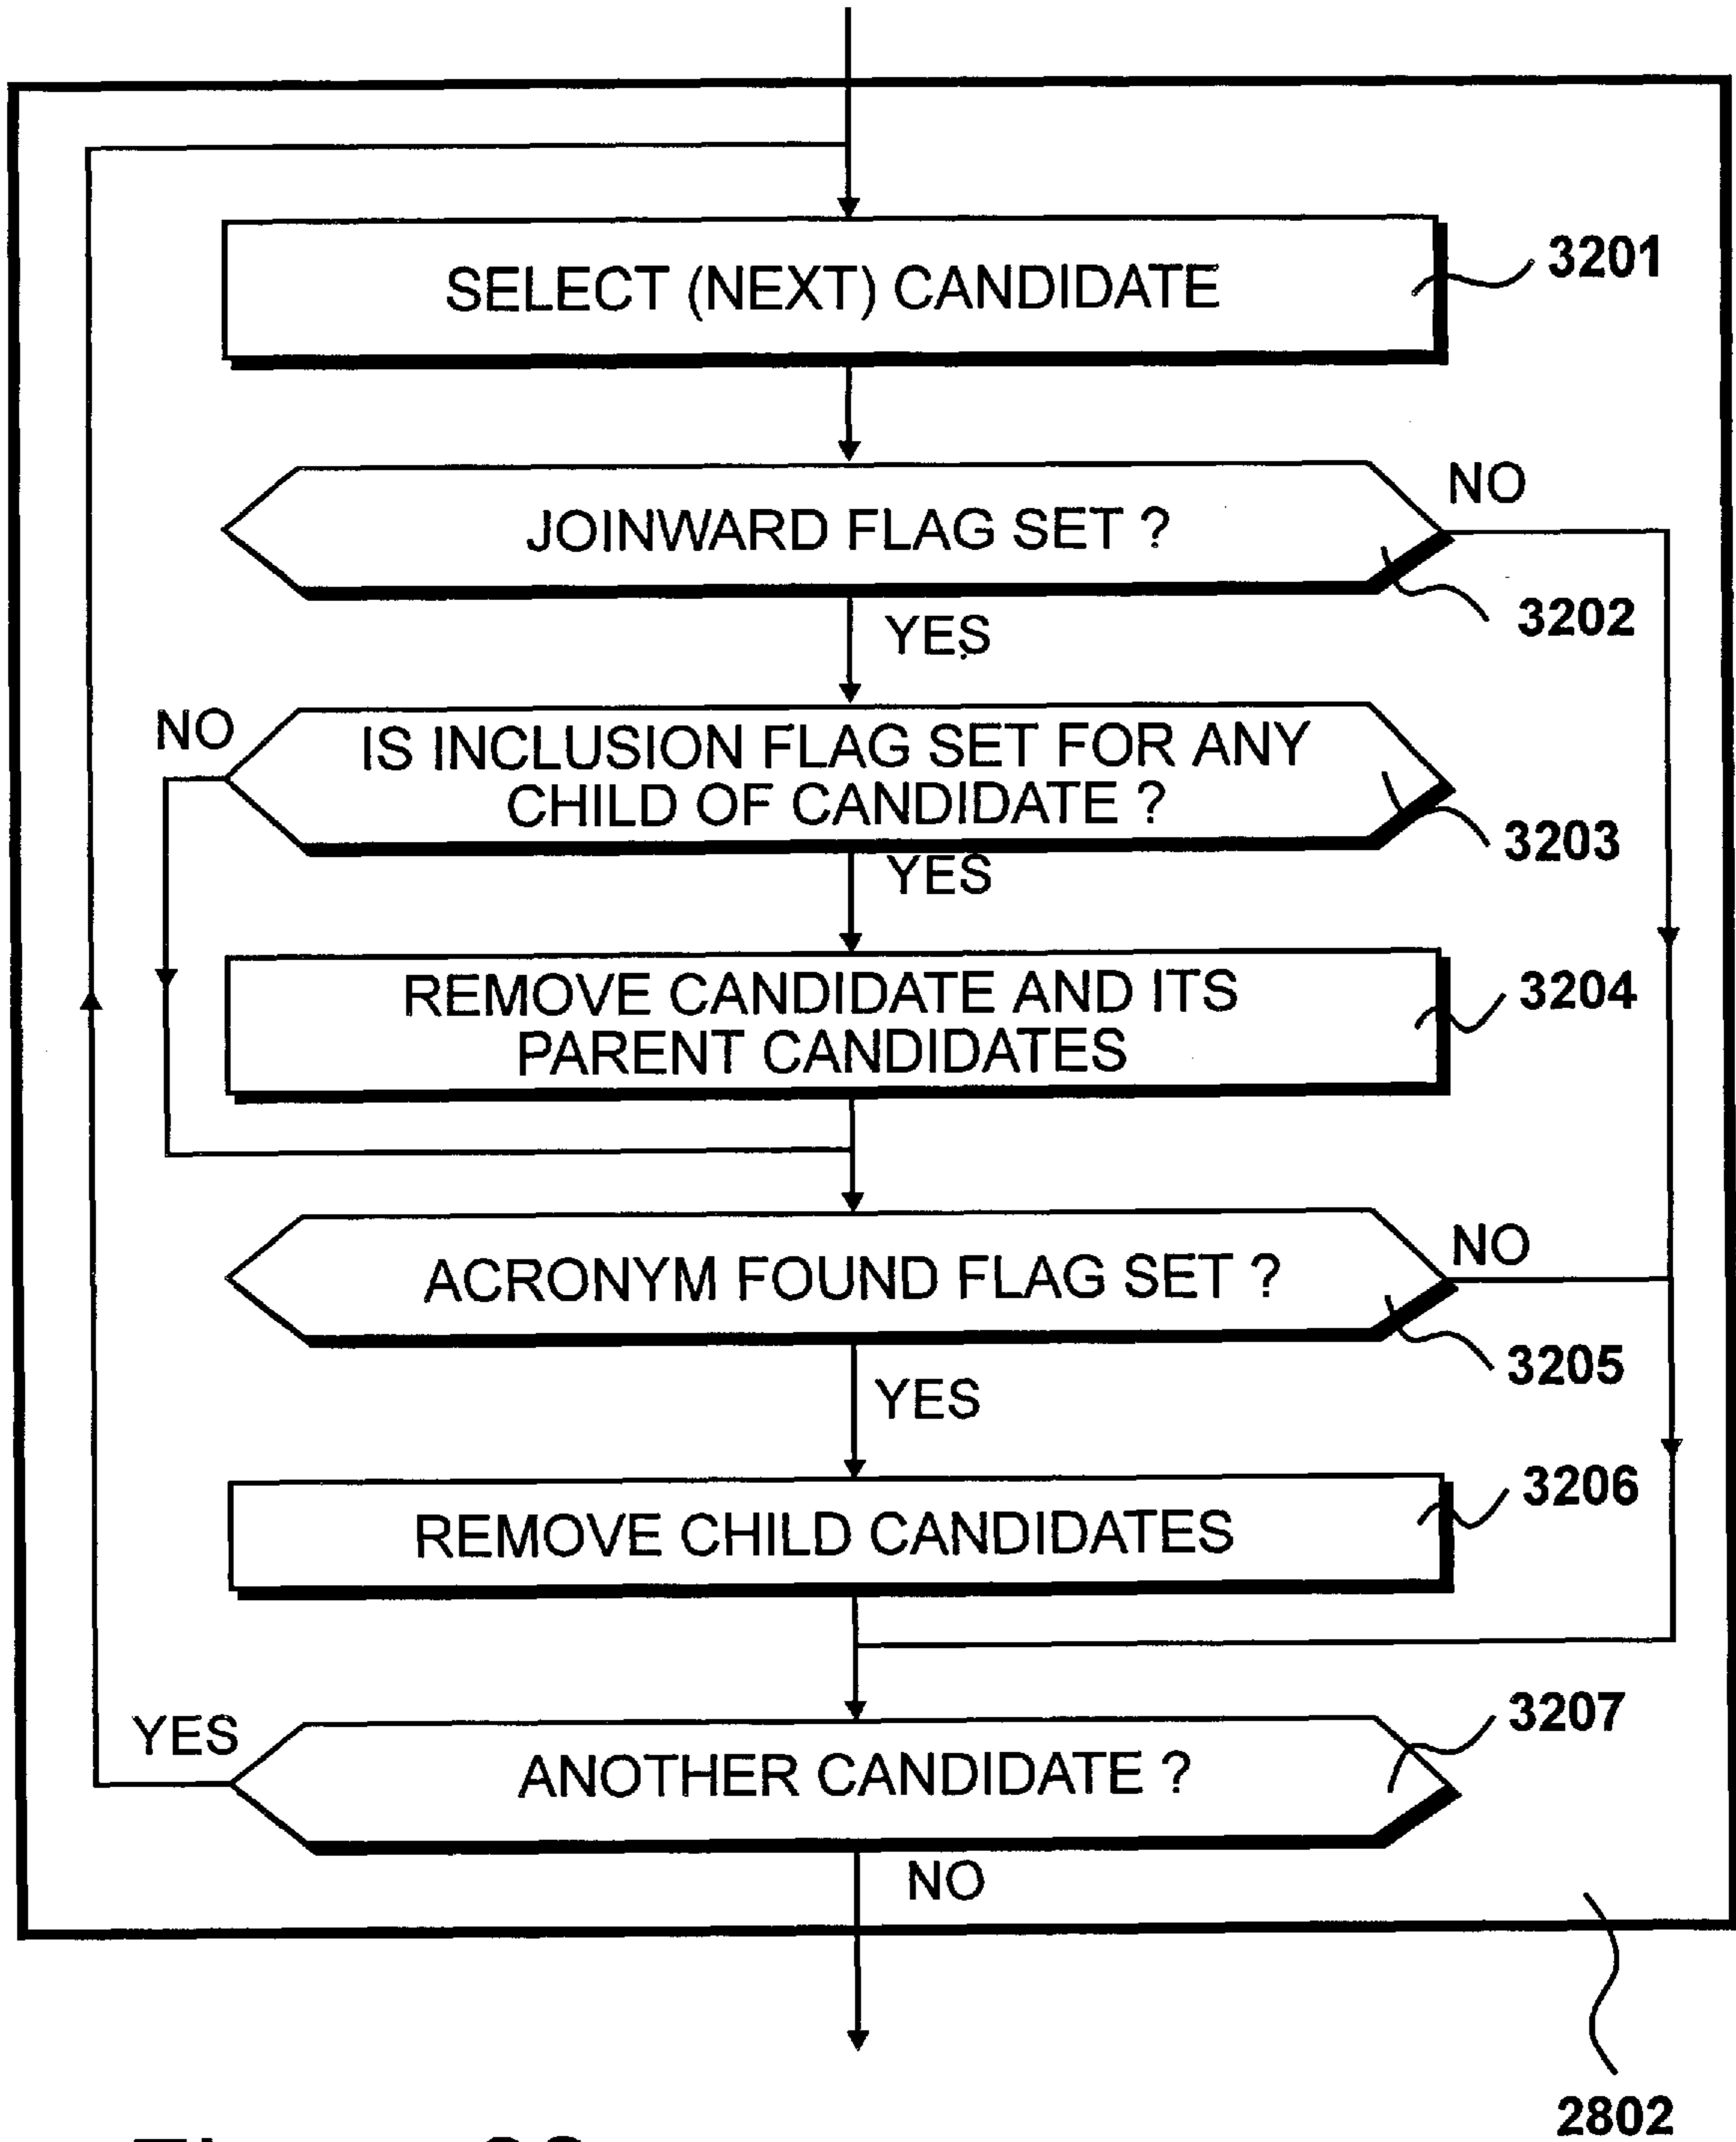 SELECT (NEXT) CANDIDATE
3201
JOINWARD FLAG SET ?
NO
3202
YES
NO
IS INCLUSION FLAG SET FOR ANY
CHILD OF CANDIDATE ?
3203
YES
REMOVE CANDIDATE AND ITS
PARENT CANDIDATES
3204
ACRONYM FOUND FLAG SET ?
NO
3205
YES
REMOVE CHILD CANDIDATES
3206
YES
ANOTHER CANDIDATE ?
3207
NO
2802